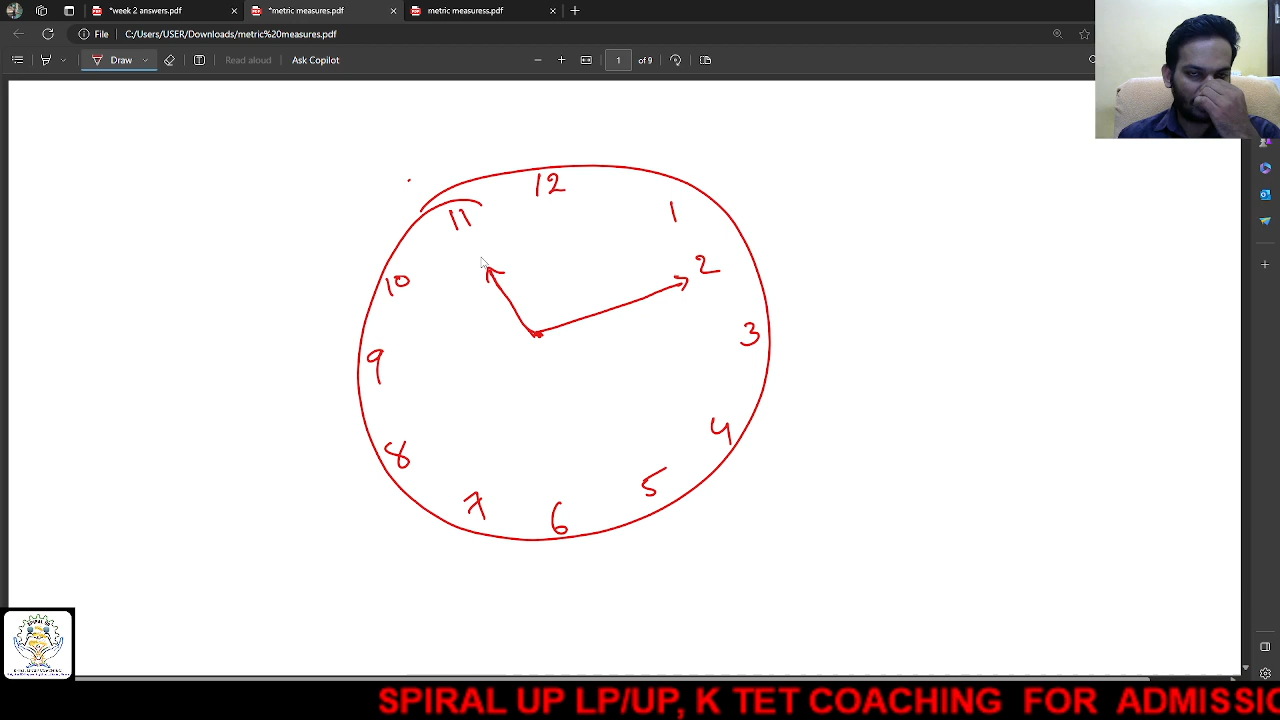 *week 2 answers.pdf
*metric measures.pdf
metric measuress.pdf
File
C:/Users/USER/Downloads/metric%20measures.pdf
Draw
Read aloud
Ask Copilot
1
of 9
12
11
1
10
2
9
3
8
4
7
5
6
SPIRAL UP LP/UP, K TET COACHING FOR ADMISSIO